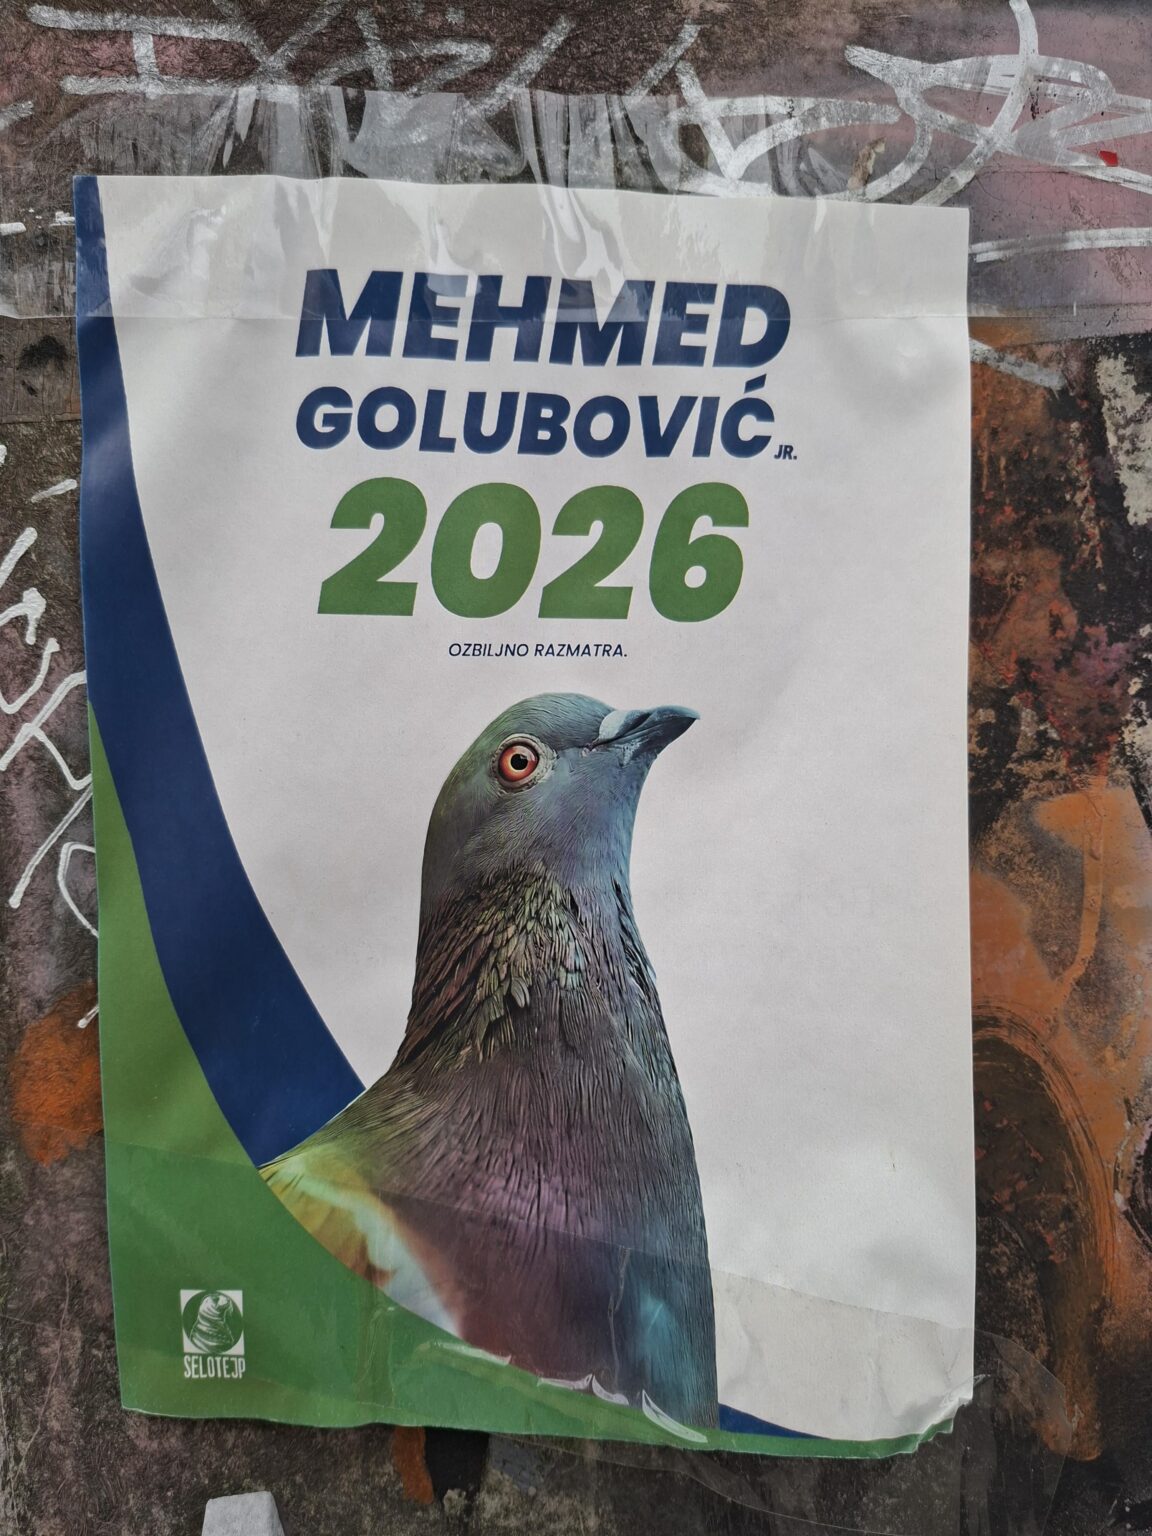 MEHMED
GOLUBOVIĆ JR.
2026
OZBILJNO RAZMATRA.
SELOTEJP